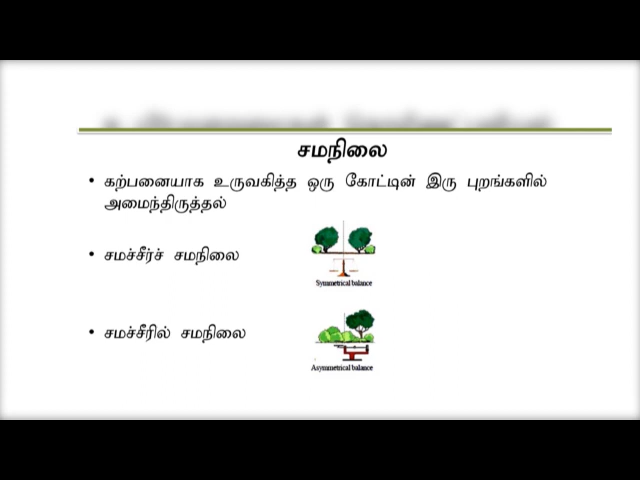 சமநிலை
• கற்பனையாக உருவகித்த ஒரு கோட்டின் இரு புறங்களில்
அமைந்திருத்தல்
• சமச்சீர்ச் சமநிலை
Symmetrical balance
• சமச்சீரில் சமநிலை
Asymmetrical balance